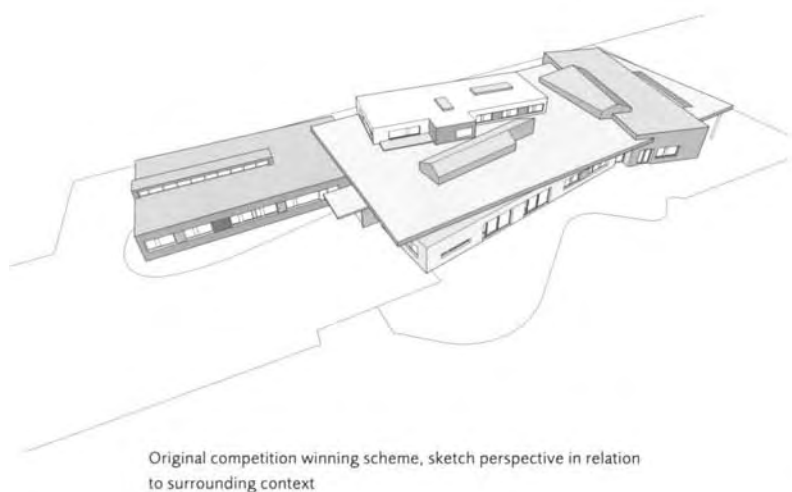 Original competition winning scheme, sketch perspective in relation
to surrounding context